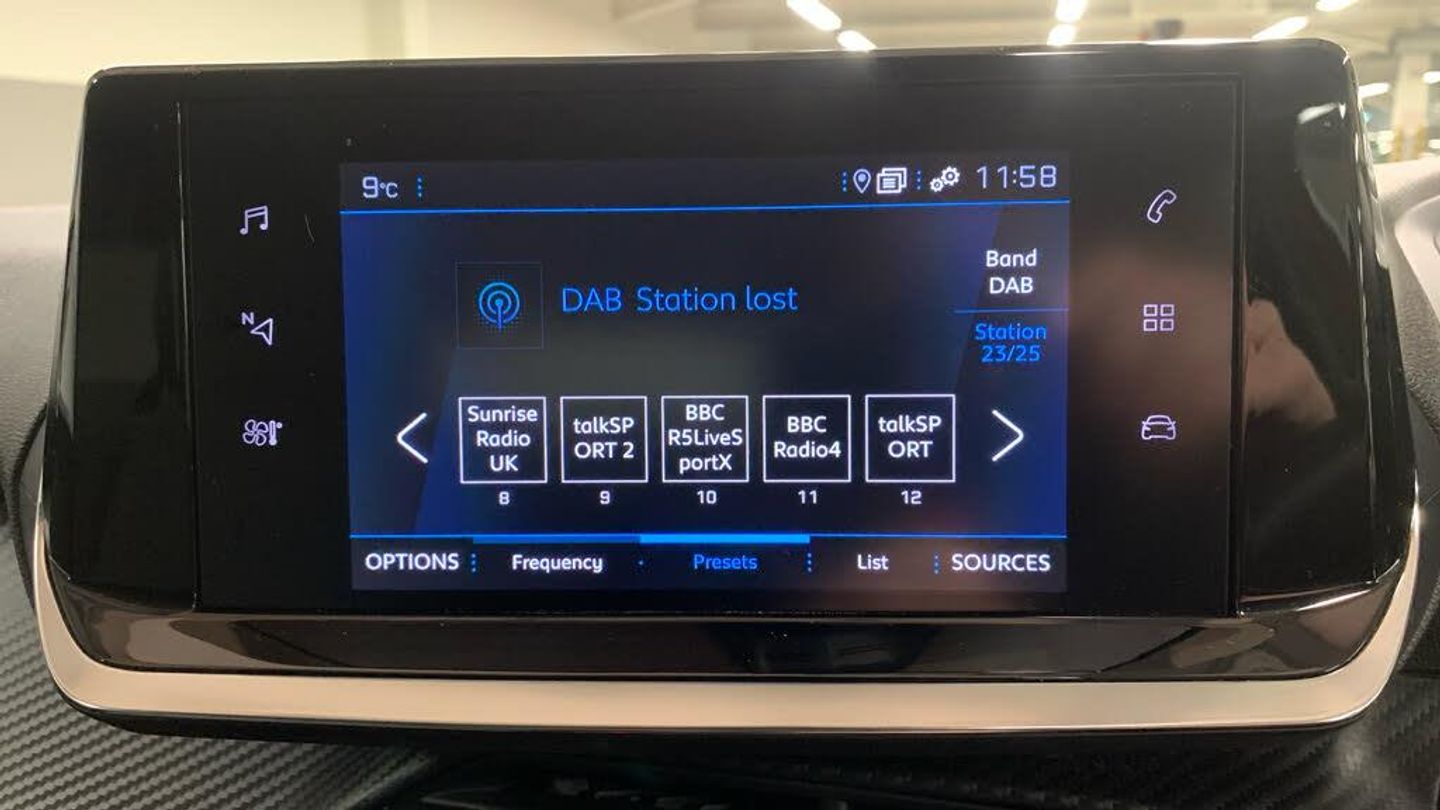 9°C
11:58
DAB Station lost
Band
DAB
Station
23/25
N
Sunrise
Radio
UK
8
talkSP
ORT 2
9
BBC
R5LiveS
portX
10
BBC
Radio4
11
talkSP
ORT
12
OPTIONS
Frequency
Presets
List
SOURCES